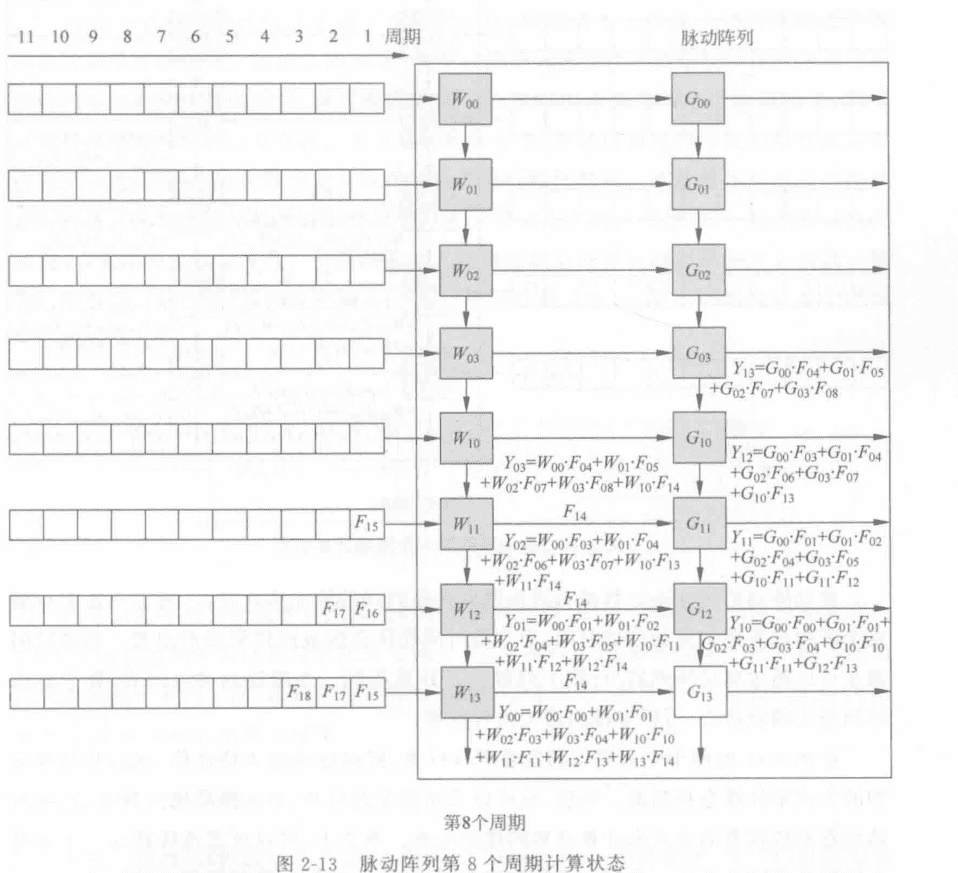 11 10 9 8 7 6 5 4 3 2 1 周期
脉动阵列
W₀₀ G₀₀
W₀₁ G₀₁
W₀₂ G₀₂
W₀₃ G₀₃
Y₁₃=G₀₀·F₀₄+G₀₁·F₀₅
+G₀₂·F₀₇+G₀₃·F₀₈
W₁₀ G₁₀
Y₀₃=W₀₀·F₀₄+W₀₁·F₀₅
+W₀₂·F₀₇+W₀₃·F₀₈+W₁₀·F₁₄
Y₁₂=G₀₀·F₀₃+G₀₁·F₀₄
+G₀₂·F₀₆+G₀₃·F₀₇
+G₁₀·F₁₃
F₁₅ W₁₁ F₁₄ G₁₁
Y₀₂=W₀₀·F₀₃+W₀₁·F₀₄
+W₀₂·F₀₆+W₀₃·F₀₇+W₁₀·F₁₃
+W₁₁·F₁₄
Y₁₁=G₀₀·F₀₁+G₀₁·F₀₂
+G₀₂·F₀₄+G₀₃·F₀₅
+G₁₀·F₁₁+G₁₁·F₁₂
F₁₇ F₁₆ W₁₂ F₁₄ G₁₂
Y₀₁=W₀₀·F₀₁+W₀₁·F₀₂
+W₀₂·F₀₄+W₀₃·F₀₅+W₁₀·F₁₁
+W₁₁·F₁₂+W₁₂·F₁₄
Y₁₀=G₀₀·F₀₀+G₀₁·F₀₁+
G₀₂·F₀₃+G₀₃·F₀₄+G₁₀·F₁₀
+G₁₁·F₁₁+G₁₂·F₁₃
F₁₈ F₁₇ F₁₅ W₁₃ F₁₄ G₁₃
Y₀₀=W₀₀·F₀₀+W₀₁·F₀₁
+W₀₂·F₀₃+W₀₃·F₀₄+W₁₀·F₁₀
+W₁₁·F₁₁+W₁₂·F₁₃+W₁₃·F₁₄
第8个周期
图 2-13 脉动阵列第 8 个周期计算状态